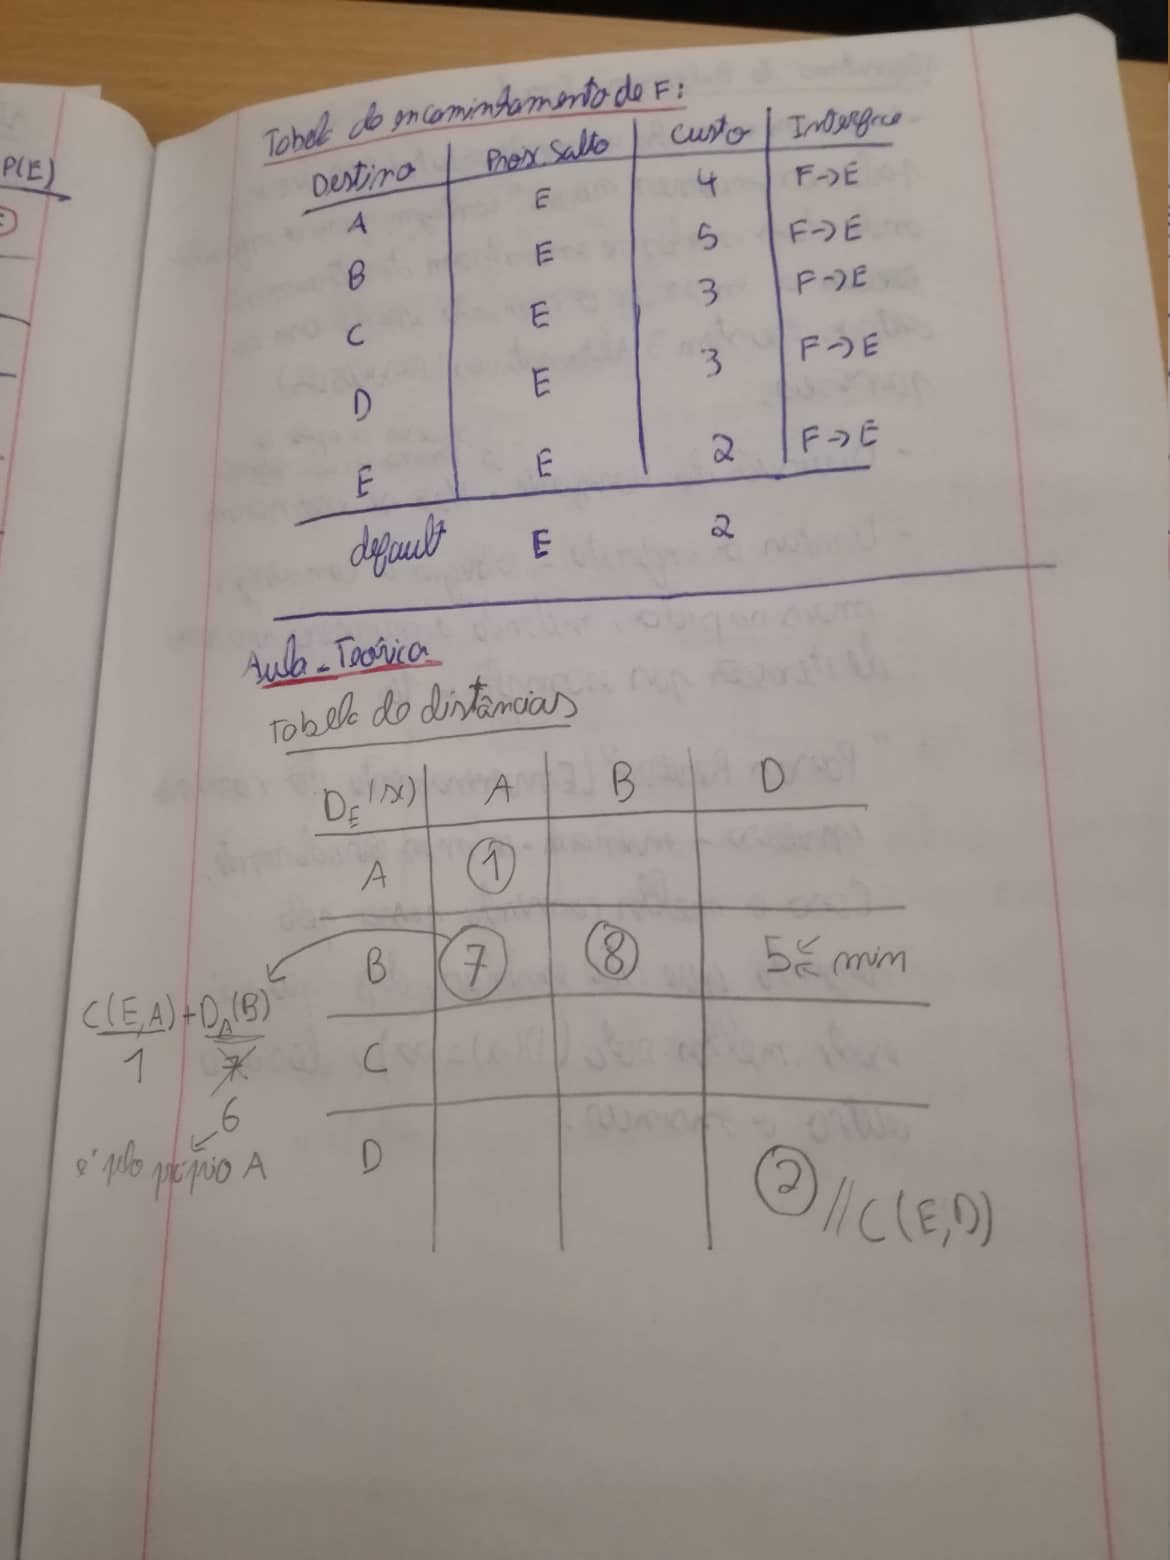 P(E)
Tabela de encaminhamento de F:
Destino Prox. Salto Custo Interface
A E 4 F->E
B E 5 F->E
C E 3 F->E
D E 3 F->E
E E 2 F->E
default E 2
Aula-Teórica
Tabela de distâncias
D_E(,x) A B D
A 1
B 7 8 5 <= min
C(E,A)+D_A(B)
1 7
C
6
é pelo próprio A
D 2 // C(E,D)